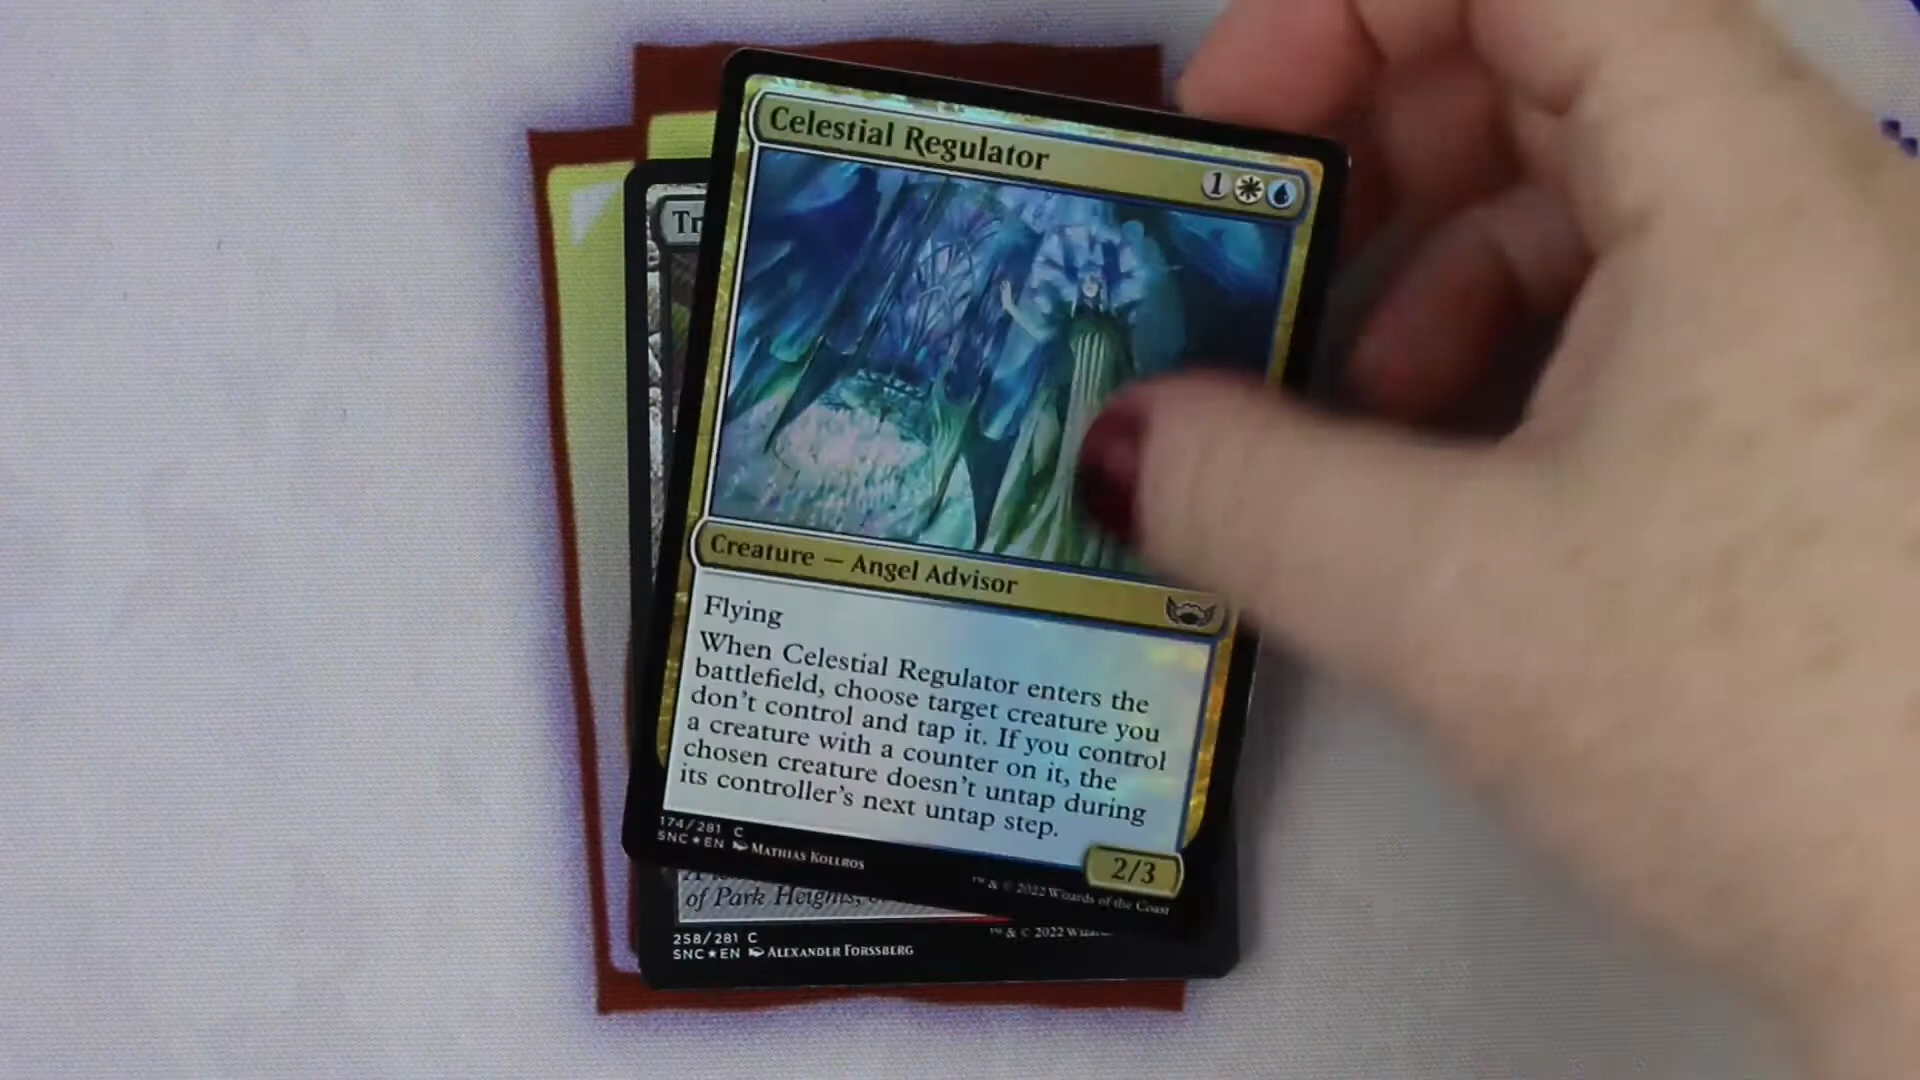 Celestial Regulator
1
Tr
Creature — Angel Advisor
Flying
When Celestial Regulator enters the
battlefield, choose target creature you
don't control and tap it. If you control
a creature with a counter on it, the
chosen creature doesn't untap during
its controller's next untap step.
174/281 C
SNC★EN MATHIAS KOLLROS
2/3
™ & © 2022 Wizards of the Coast
of Park Heights,
258/281 C
SNC★EN ALEXANDER FORSSBERG
™ & © 2022